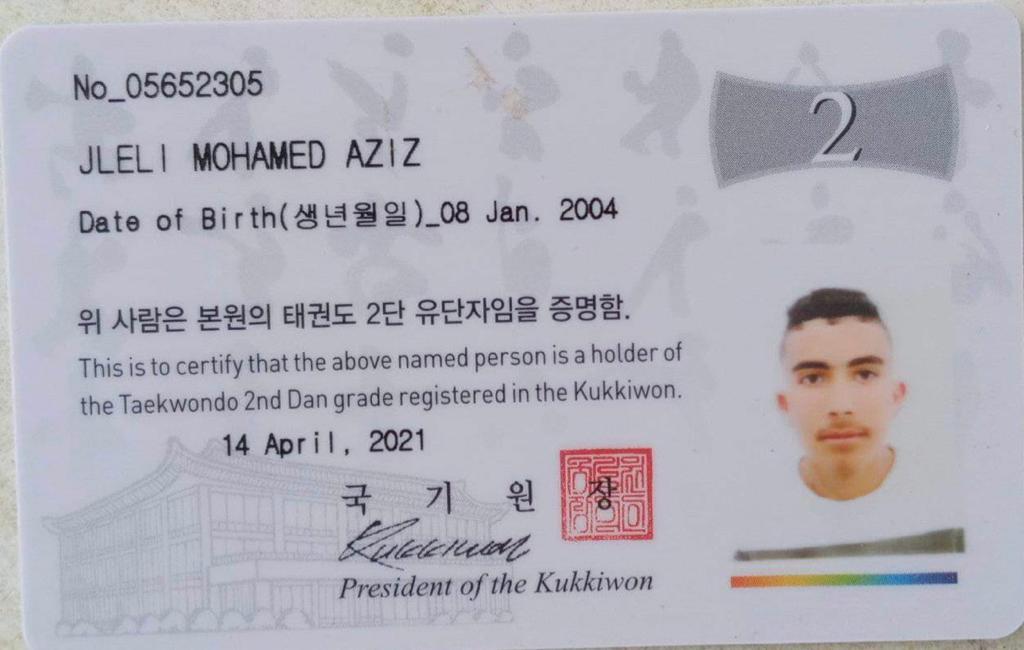 No_05652305
2
JLELI MOHAMED AZIZ
Date of Birth(생년월일)_08 Jan. 2004
위 사람은 본원의 태권도 2단 유단자임을 증명함.
This is to certify that the above named person is a holder of
the Taekwondo 2nd Dan grade registered in the Kukkiwon.
14 April, 2021
국 기 원 장
Kukkiwon
President of the Kukkiwon